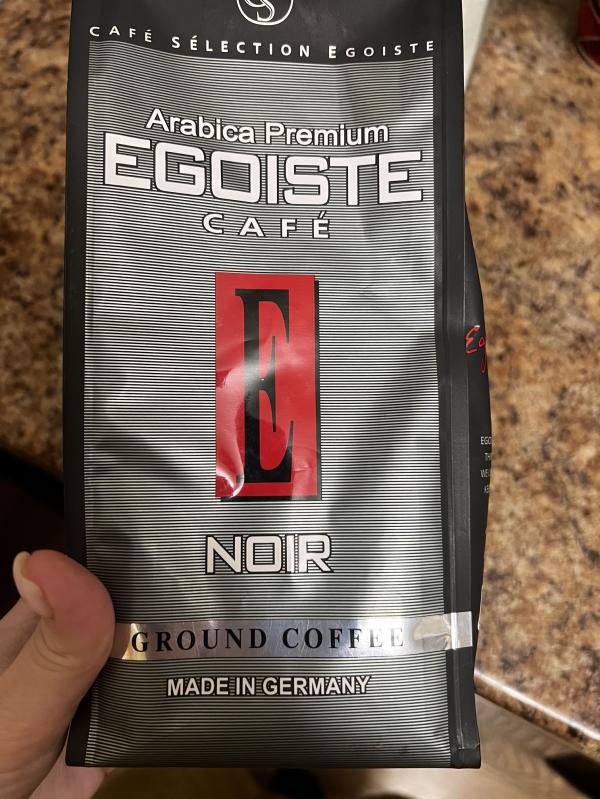 CAFÉ SÉLECTION EGOISTE
Arabica Premium
EGOISTE
CAFÉ
E
NOIR
GROUND COFFEE
MADE IN GERMANY